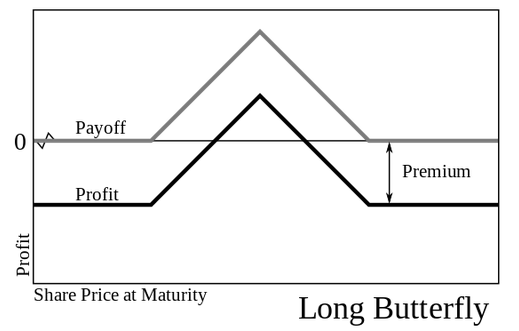 Payoff
0
Premium
Profit
Profit
Share Price at Maturity
Long Butterfly